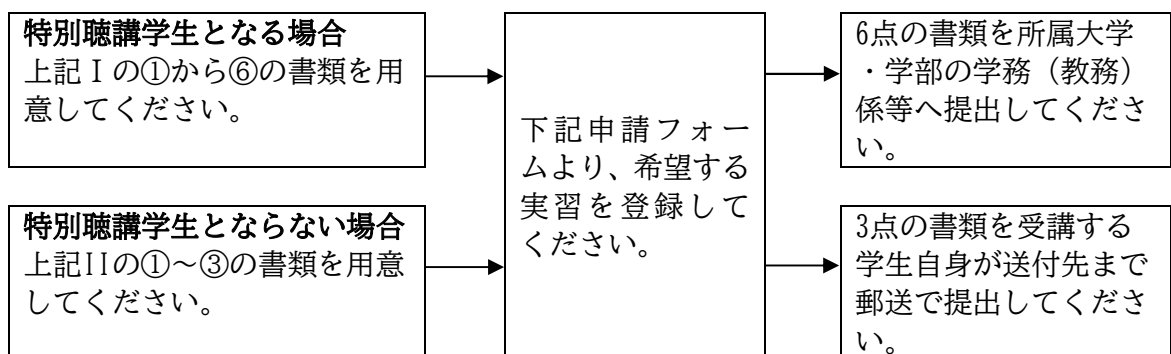 特別聴講学生となる場合
上記Ⅰの①から⑥の書類を用
意してください。
特別聴講学生とならない場合
上記IIの①～③の書類を用意
してください。
下記申請フォー
ムより、希望する
実習を登録して
ください。
6点の書類を所属大学
・学部の学務（教務）
係等へ提出してくださ
い。
3点の書類を受講する
学生自身が送付先まで
郵送で提出してくださ
い。